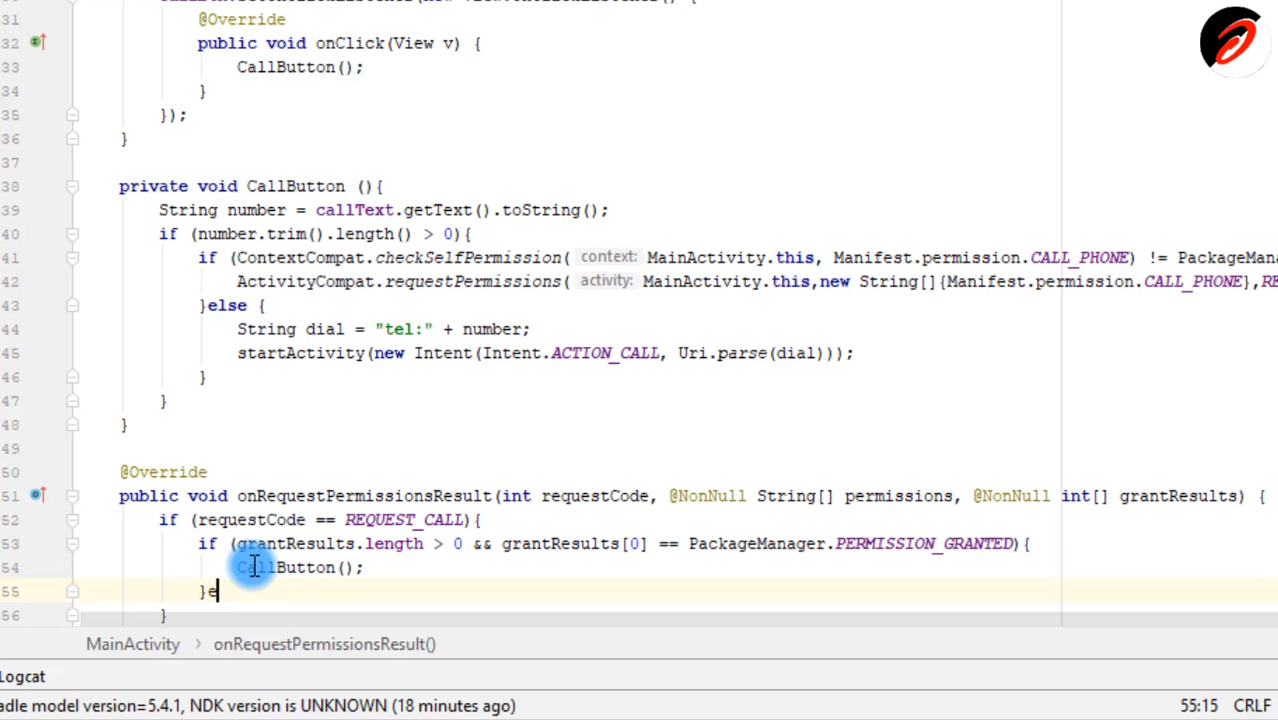 31 @Override
32 public void onClick(View v) {
33 CallButton();
34 }
35 });
36 }
37
38 private void CallButton (){
39 String number = callText.getText().toString();
40 if (number.trim().length() > 0){
41 if (ContextCompat.checkSelfPermission( context: MainActivity.this, Manifest.permission.CALL_PHONE) != PackageMana
42 ActivityCompat.requestPermissions( activity: MainActivity.this,new String[]{Manifest.permission.CALL_PHONE},RE
43 }else {
44 String dial = "tel:" + number;
45 startActivity(new Intent(Intent.ACTION_CALL, Uri.parse(dial)));
46 }
47 }
48 }
49
50 @Override
51 public void onRequestPermissionsResult(int requestCode, @NonNull String[] permissions, @NonNull int[] grantResults) {
52 if (requestCode == REQUEST_CALL){
53 if (grantResults.length > 0 && grantResults[0] == PackageManager.PERMISSION_GRANTED){
54 CallButton();
55 }e
56 }
MainActivity › onRequestPermissionsResult()
Logcat
adle model version=5.4.1, NDK version is UNKNOWN (18 minutes ago) 55:15 CRLF